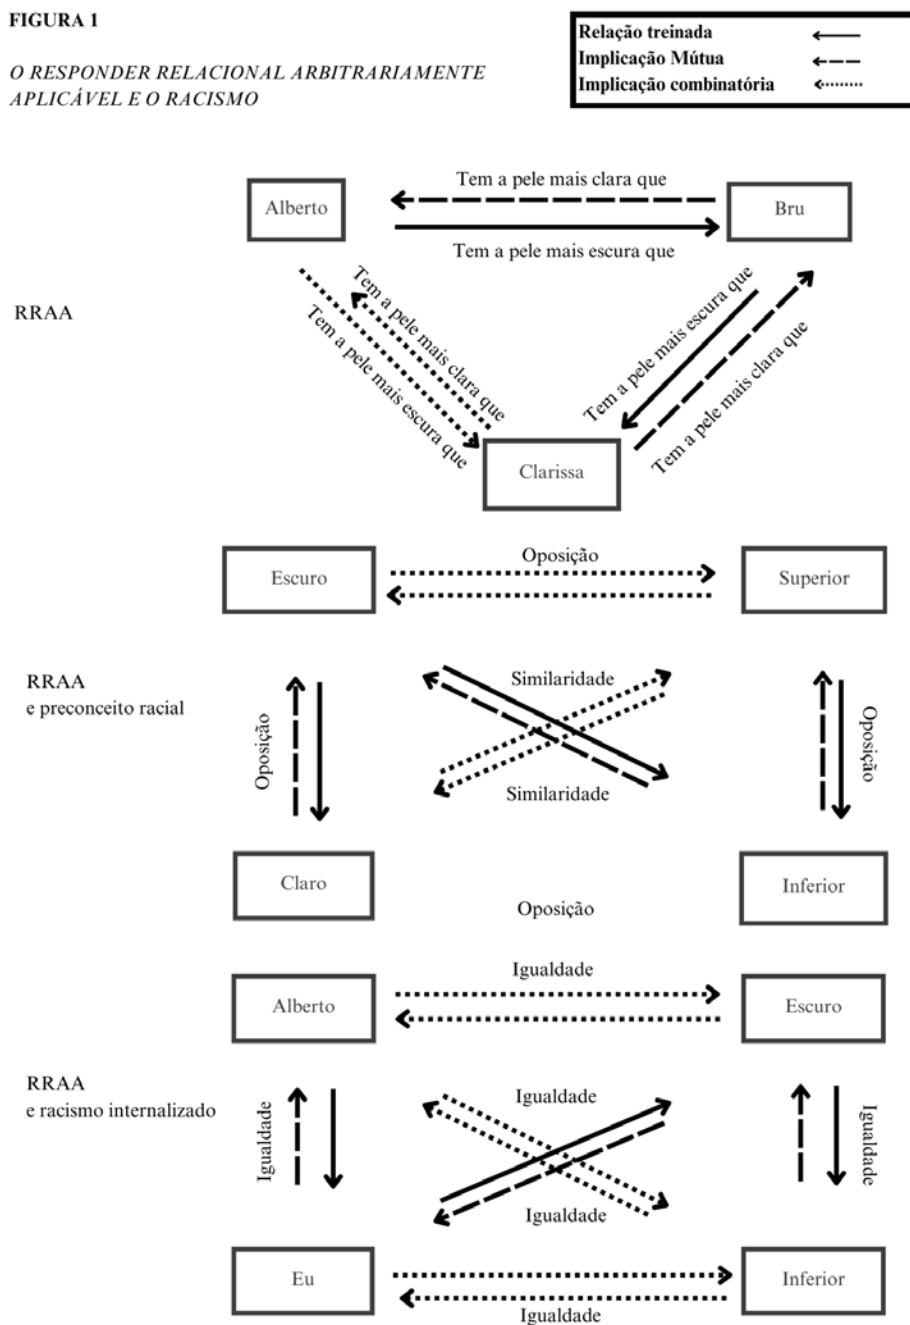 FIGURA 1
O RESPONDER RELACIONAL ARBITRARIAMENTE
APLICÁVEL E O RACISMO
Relação treinada
Implicação Mútua
Implicação combinatória
Tem a pele mais clara que
Alberto
Bru
Tem a pele mais escura que
RRAA
Tem a pele mais clara que
Tem a pele mais escura que
Tem a pele mais escura que
Tem a pele mais clara que
Clarissa
Oposição
Escuro
Superior
RRAA
e preconceito racial
Similaridade
Oposição
Oposição
Similaridade
Claro
Inferior
Oposição
Igualdade
Alberto
Escuro
RRAA
e racismo internalizado
Igualdade
Igualdade
Igualdade
Igualdade
Eu
Inferior
Igualdade